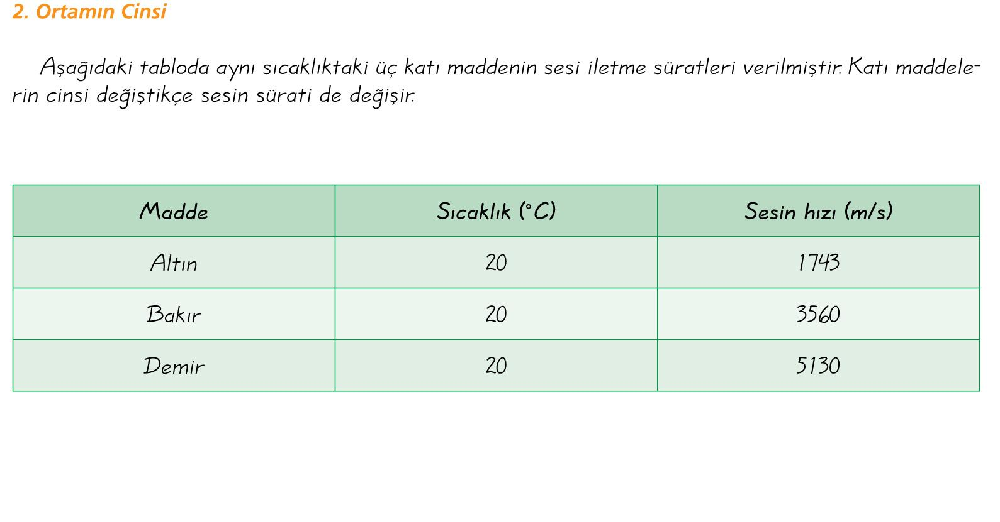 2. Ortamın Cinsi
Aşağıdaki tabloda aynı sıcaklıktaki üç katı maddenin sesi iletme süratleri verilmiştir. Katı maddele-
rin cinsi değiştikçe sesin sürati de değişir.
Madde Sıcaklık (°C) Sesin hızı (m/s)
Altın 20 1743
Bakır 20 3560
Demir 20 5130